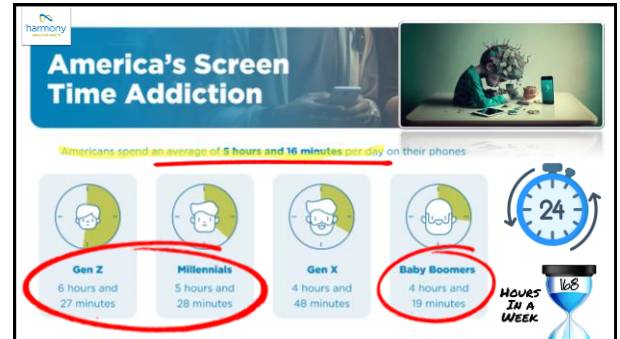 harmony
America's Screen
Time Addiction
Americans spend an average of 5 hours and 16 minutes per day on their phones
Gen Z
6 hours and
27 minutes
Millennials
5 hours and
28 minutes
Gen X
4 hours and
48 minutes
Baby Boomers
4 hours and
19 minutes
24
168
HOURS
IN A
WEEK